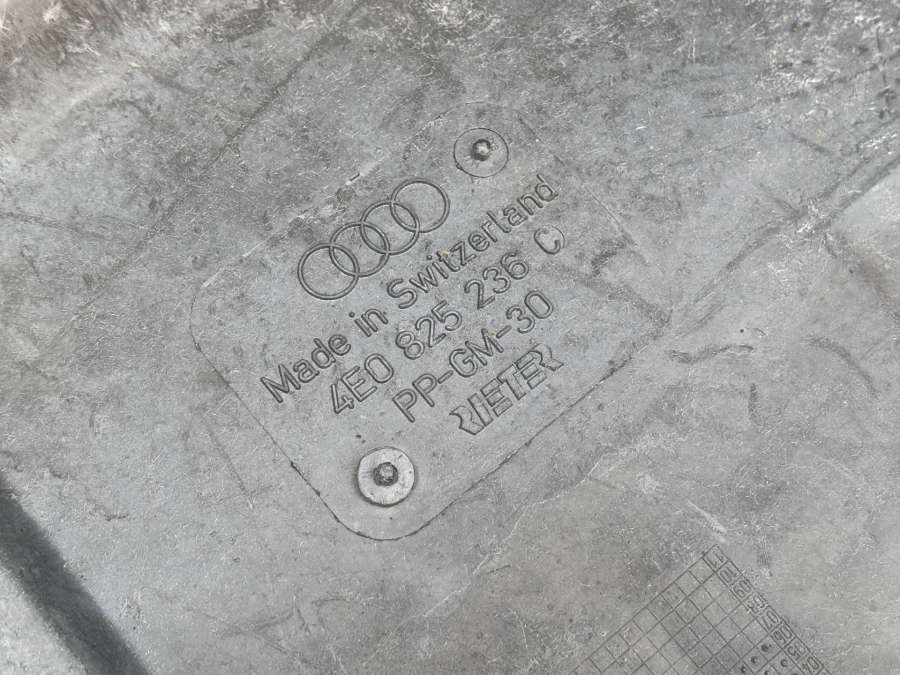 Made in Switzerland
4E0 825 236 C
PP-GM-30
RIETER